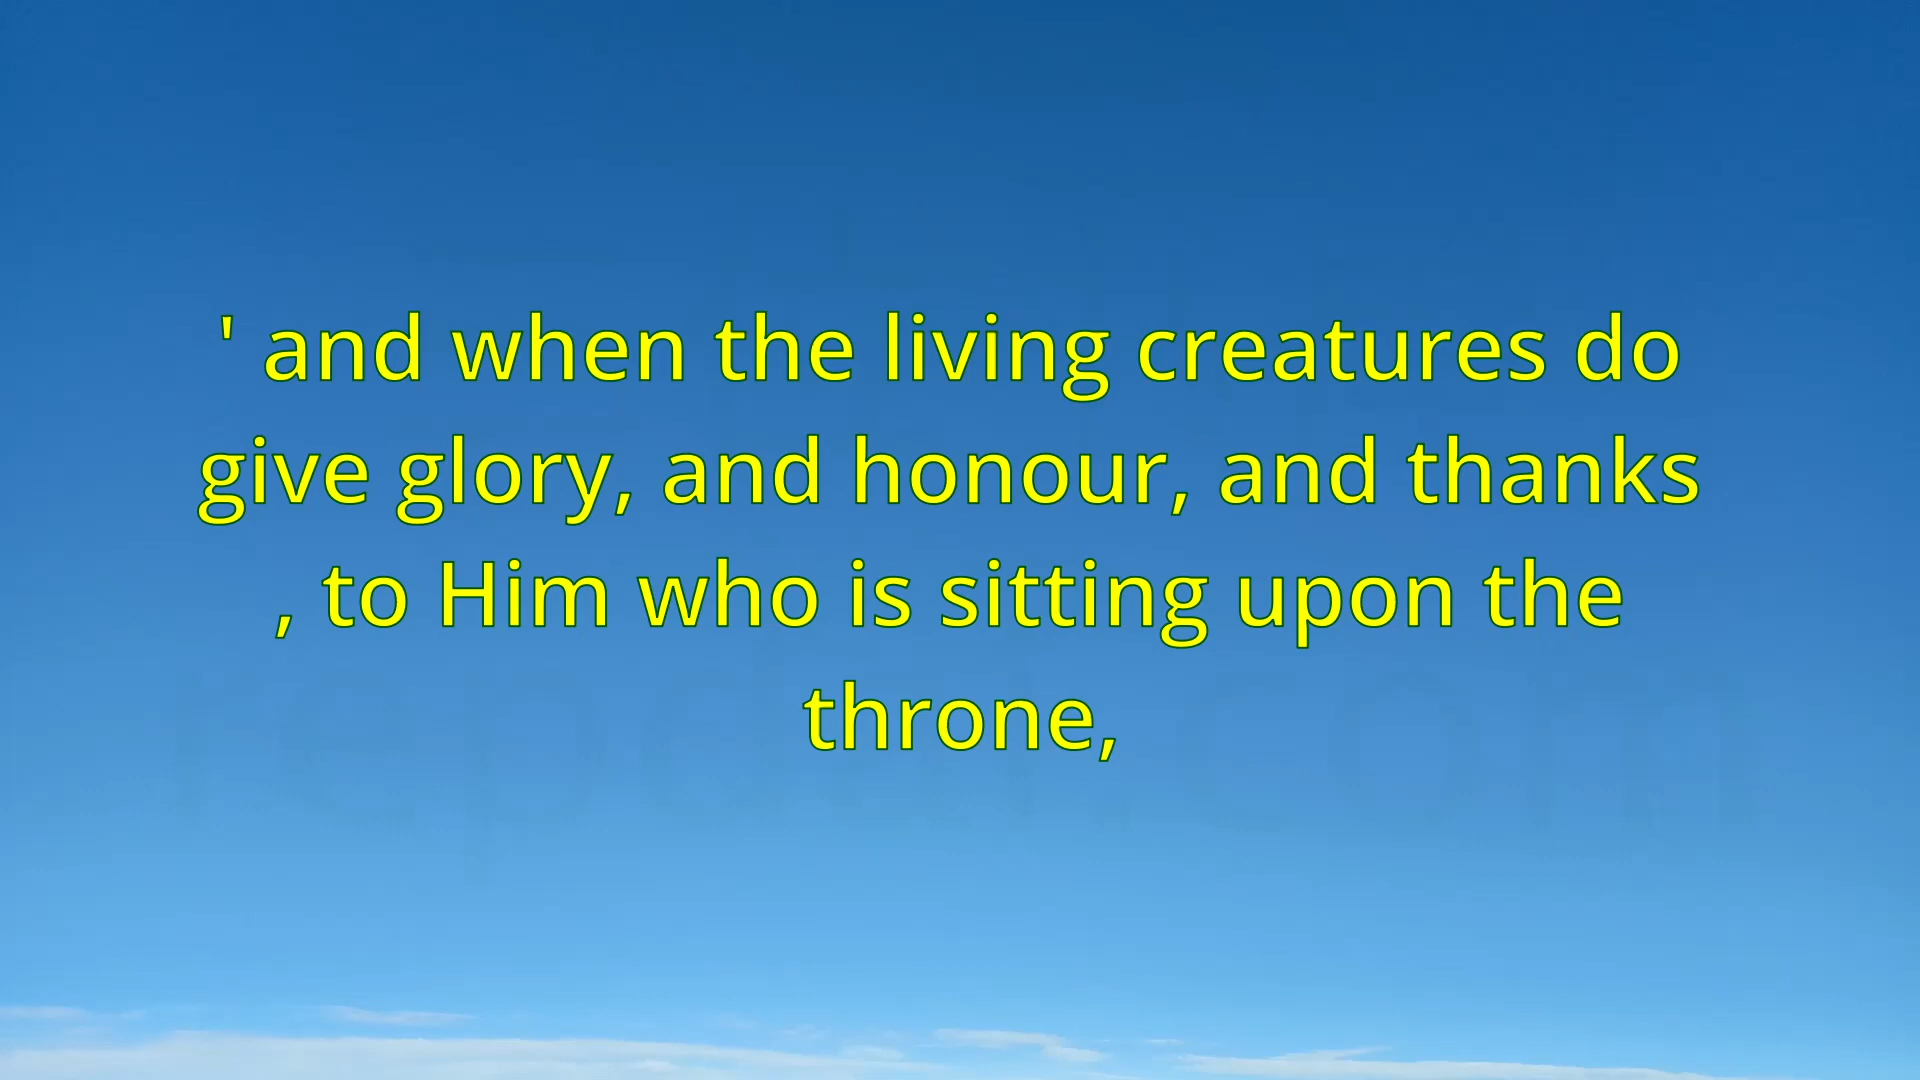 ' and when the living creatures do
give glory, and honour, and thanks
, to Him who is sitting upon the
throne,